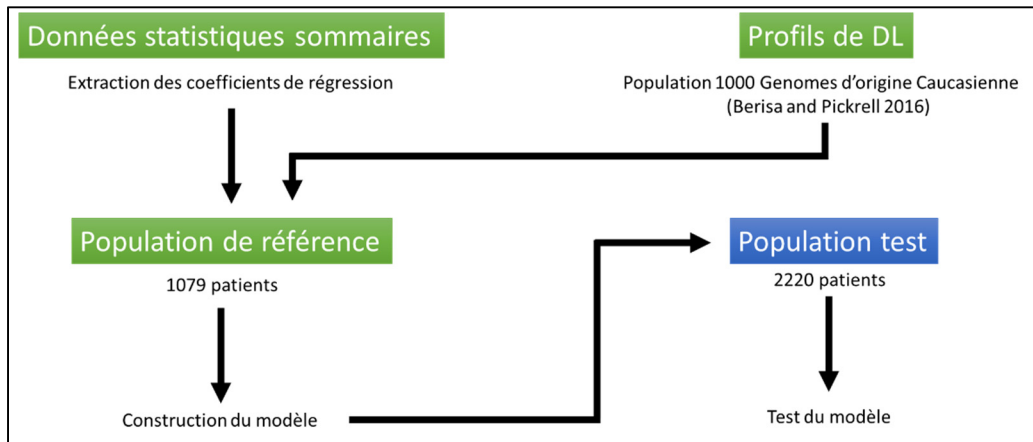 Données statistiques sommaires
Extraction des coefficients de régression
Profils de DL
Population 1000 Genomes d'origine Caucasienne
(Berisa and Pickrell 2016)
Population de référence
1079 patients
Construction du modèle
Population test
2220 patients
Test du modèle